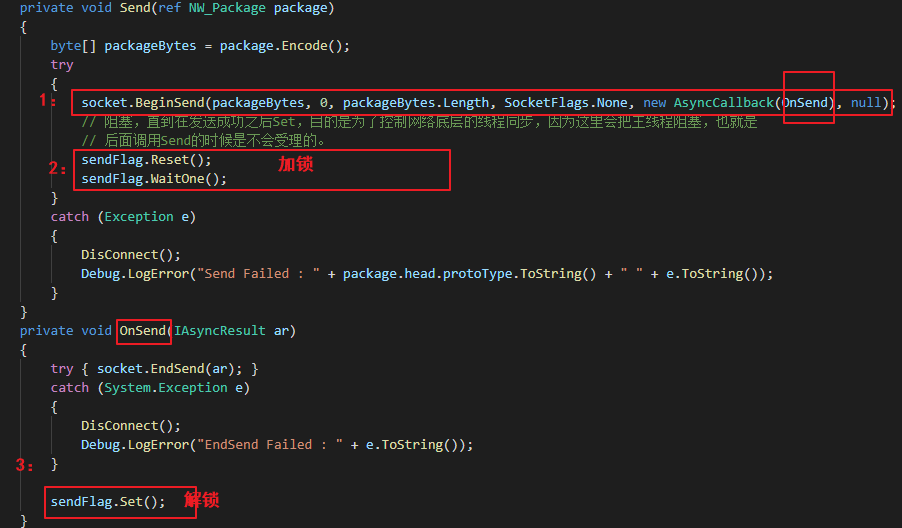 private void Send(ref NW_Package package)
{
byte[] packageBytes = package.Encode();
try
{
1： socket.BeginSend(packageBytes, 0, packageBytes.Length, SocketFlags.None, new AsyncCallback(OnSend), null);
// 阻塞，直到在发送成功之后Set，目的是为了控制网络底层的线程同步，因为这里会把主线程阻塞，也就是
// 后面调用Send的时候是不会受理的。
2： sendFlag.Reset(); 加锁
sendFlag.WaitOne();
}
catch (Exception e)
{
DisConnect();
Debug.LogError("Send Failed : " + package.head.protoType.ToString() + " " + e.ToString());
}
}
private void OnSend(IAsyncResult ar)
{
try { socket.EndSend(ar); }
catch (System.Exception e)
{
DisConnect();
Debug.LogError("EndSend Failed : " + e.ToString());
3： }
sendFlag.Set(); 解锁
}